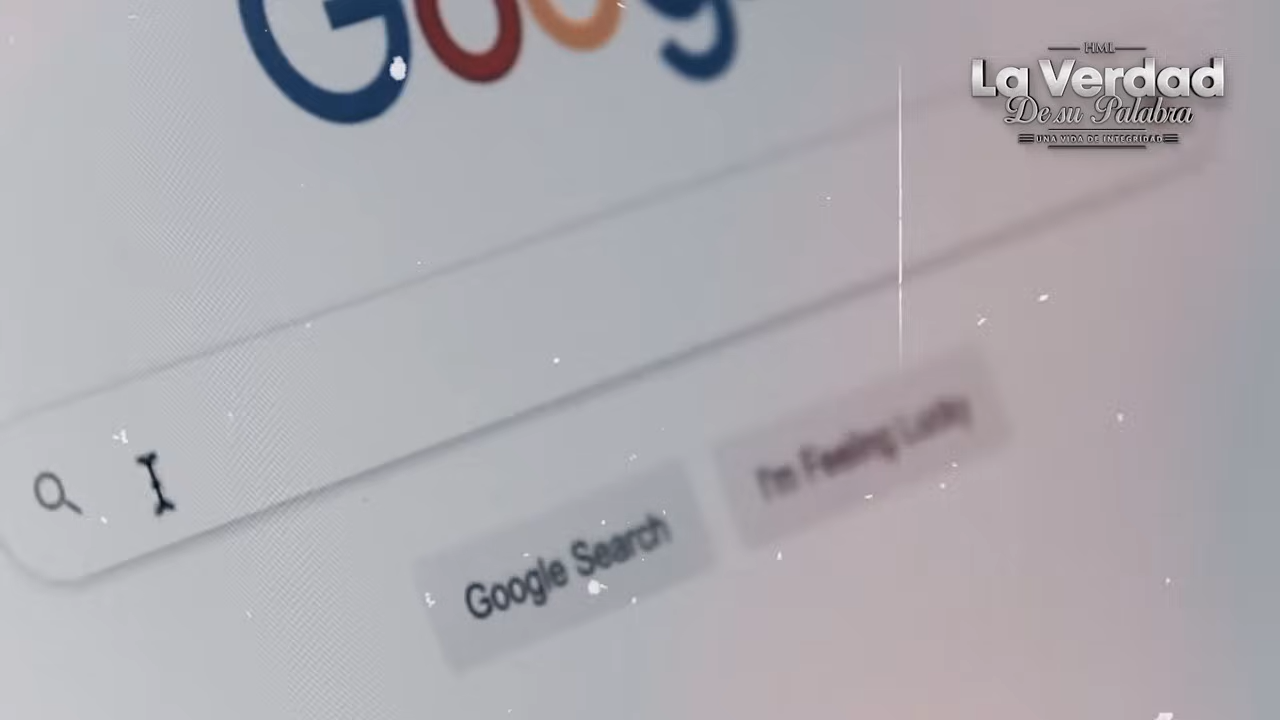 Goog
HML
La Verdad
De su Palabra
UNA VIDA DE INTEGRIDAD
Google Search
I'm Feeling Lucky